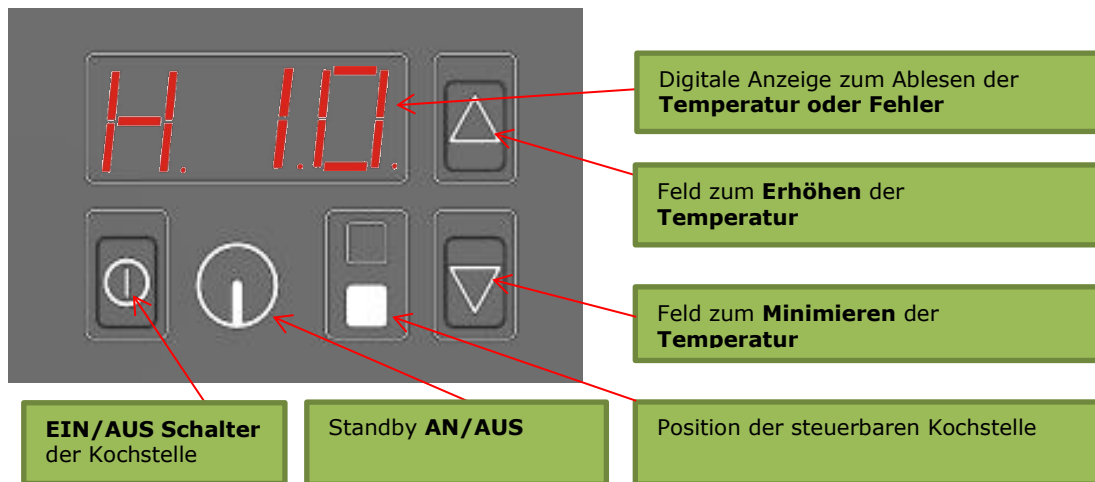 H. 1.0.
Digitale Anzeige zum Ablesen der
Temperatur oder Fehler
Feld zum Erhöhen der
Temperatur
Feld zum Minimieren der
Temperatur
EIN/AUS Schalter
der Kochstelle
Standby AN/AUS
Position der steuerbaren Kochstelle